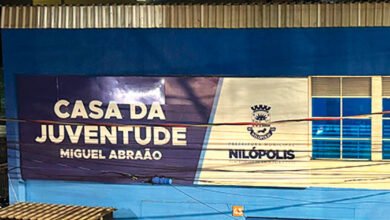 CASA DA
JUVENTUDE
MIGUEL ABRAÃO
PREFEITURA MUNICIPAL
NILÓPOLIS